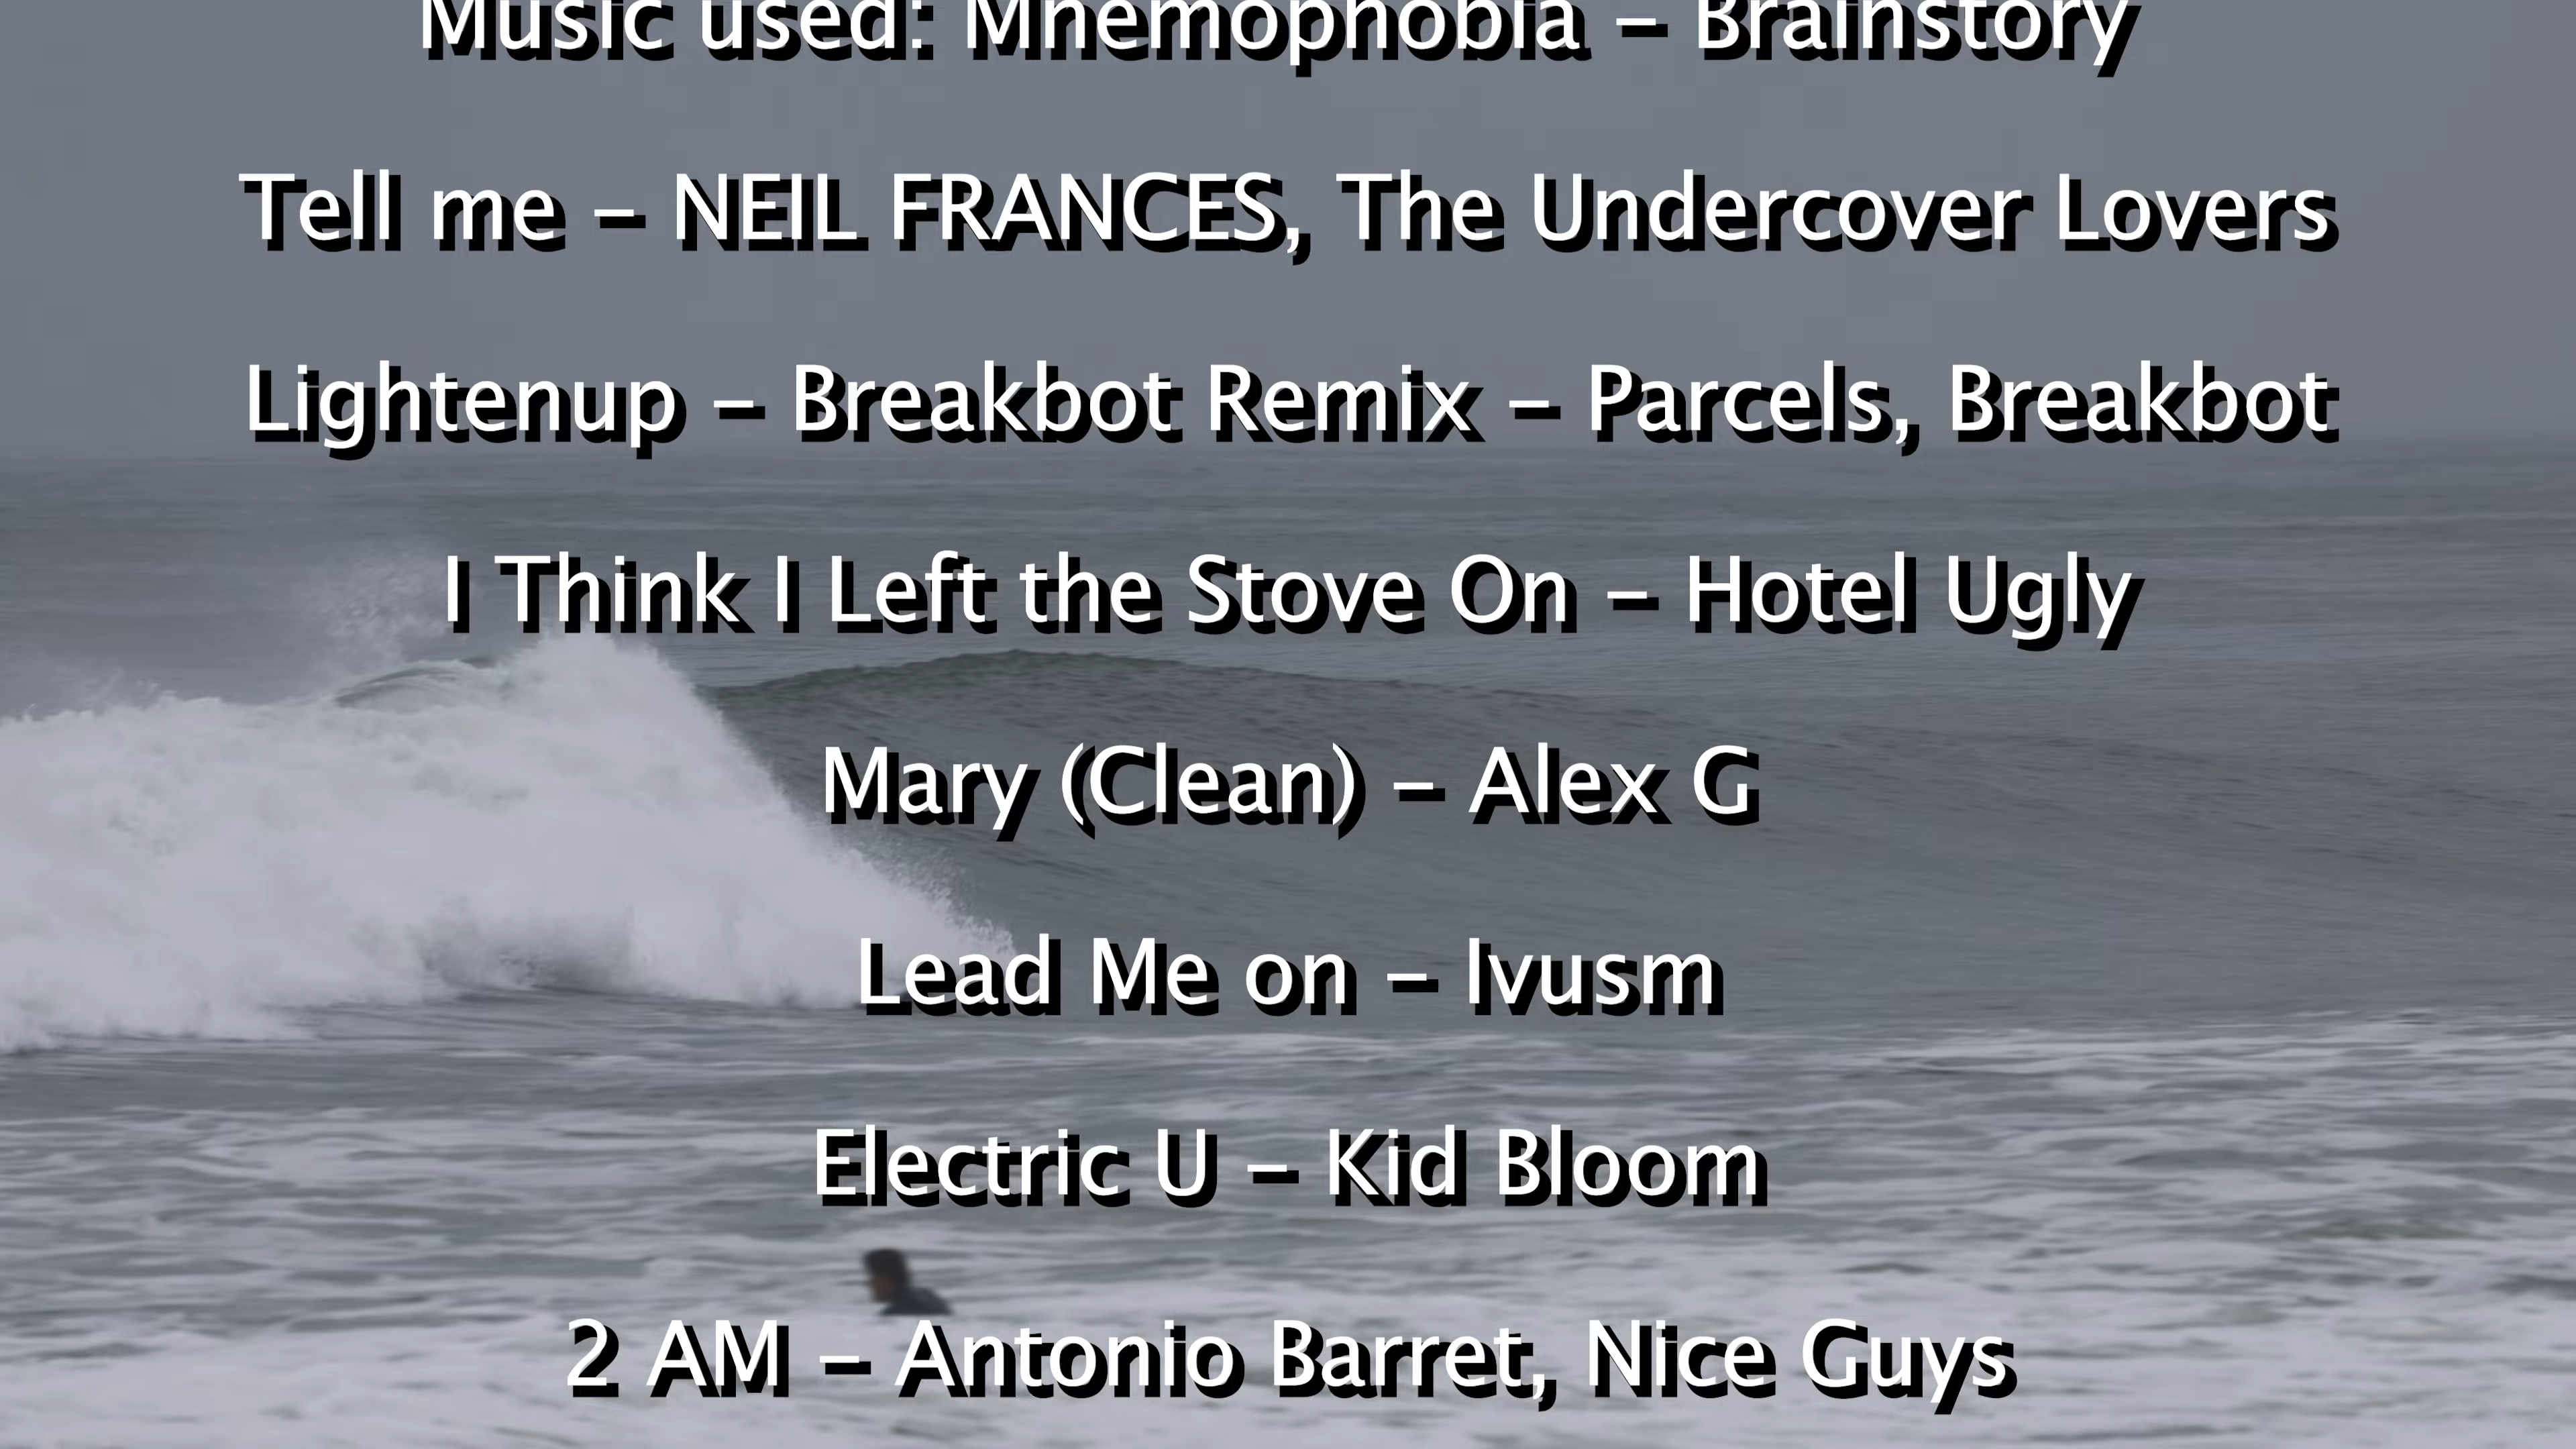 Music used: Mnemophobia – Brainstory
Tell me – NEIL FRANCES, The Undercover Lovers
Lightenup – Breakbot Remix – Parcels, Breakbot
I Think I Left the Stove On – Hotel Ugly
Mary (Clean) – Alex G
Lead Me on – Ivusm
Electric U – Kid Bloom
2 AM – Antonio Barret, Nice Guys